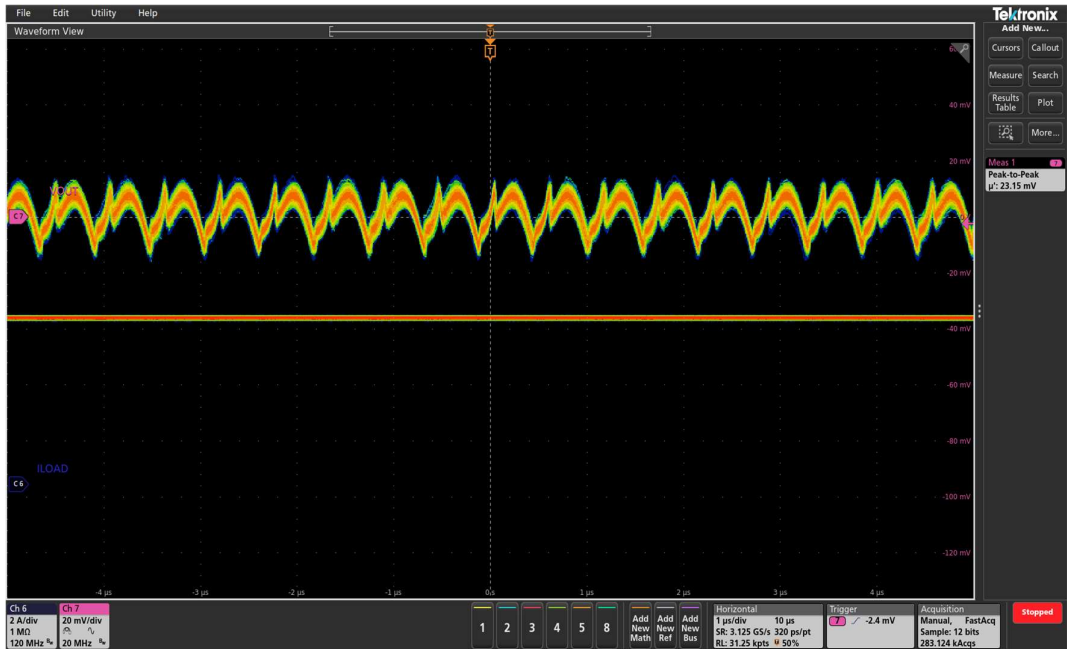 File Edit Utility Help
Tektronix
Waveform View
Add New...
T
T
Cursors Callout
Measure Search
Results Table Plot
More...
40 mV
20 mV
-20 mV
-40 mV
-60 mV
-80 mV
-100 mV
-120 mV
Meas 1 7
Peak-to-Peak
µ': 23.15 mV
VOUT
C7
ILOAD
C6
-4 µs -3 µs -2 µs -1 µs 0 s 1 µs 2 µs 3 µs 4 µs
Ch 6
2 A/div
1 MΩ
120 MHz
Ch 7
20 mV/div
20 MHz
1 2 3 4 5 8
Add New Math
Add New Ref
Add New Bus
Horizontal
1 µs/div 10 µs
SR: 3.125 GS/s 320 ps/pt
RL: 31.25 kpts 50%
Trigger
7 -2.4 mV
Acquisition
Manual, FastAcq
Sample: 12 bits
283.124 kAcqs
Stopped